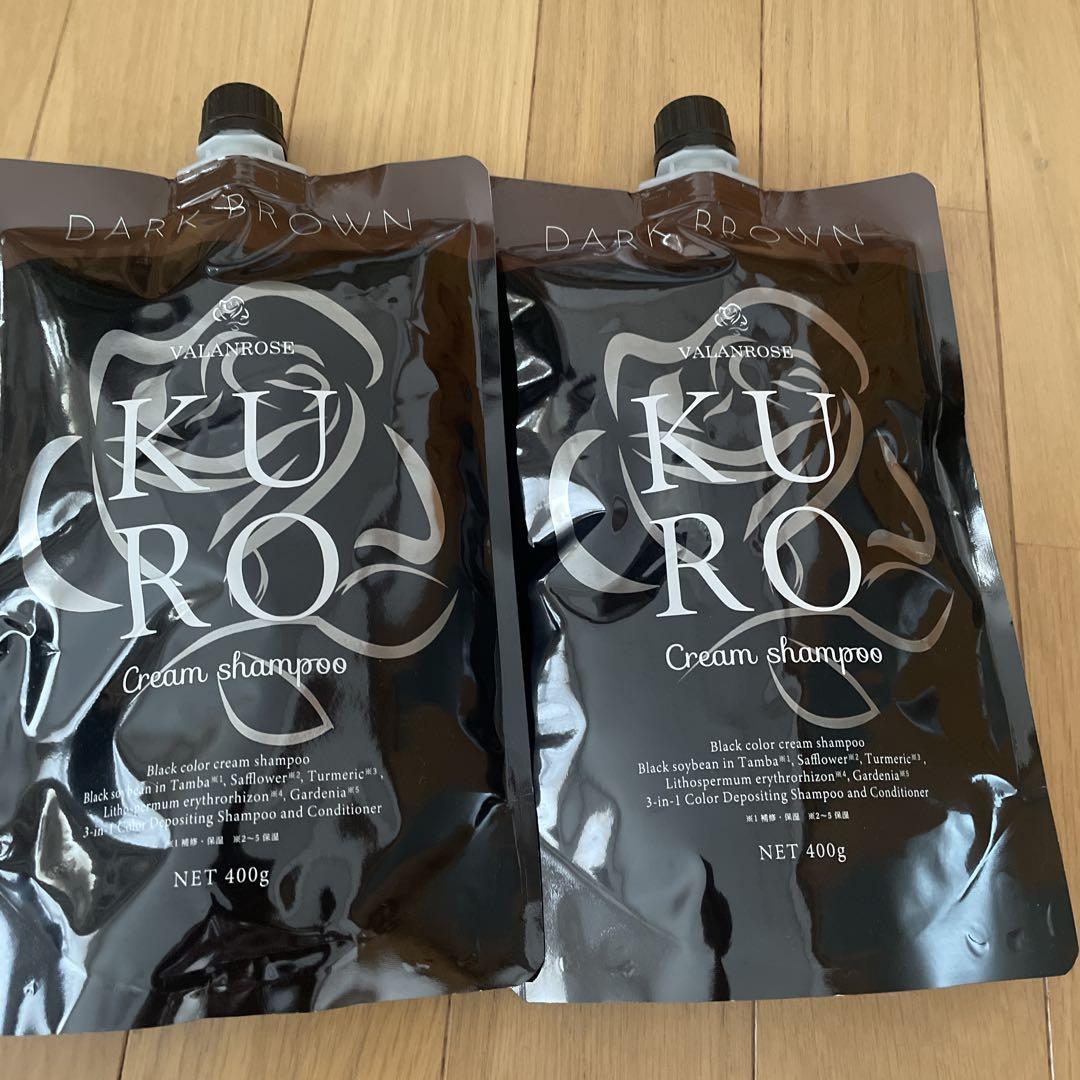 DARK BROWN
VALANROSE
KU
RO
Cream shampoo
Black color cream shampoo
Black soybean in Tamba※1, Safflower※2, Turmeric※3,
Lithospermum erythrorhizon※4, Gardenia※5
3-in-1 Color Depositing Shampoo and Conditioner
※1 補修・保湿 ※2~5 保湿
NET 400g
DARK BROWN
VALANROSE
KU
RO
Cream shampoo
Black color cream shampoo
Black soybean in Tamba※1, Safflower※2, Turmeric※3,
Lithospermum erythrorhizon※4, Gardenia※5
3-in-1 Color Depositing Shampoo and Conditioner
※1 補修・保湿 ※2~5 保湿
NET 400g